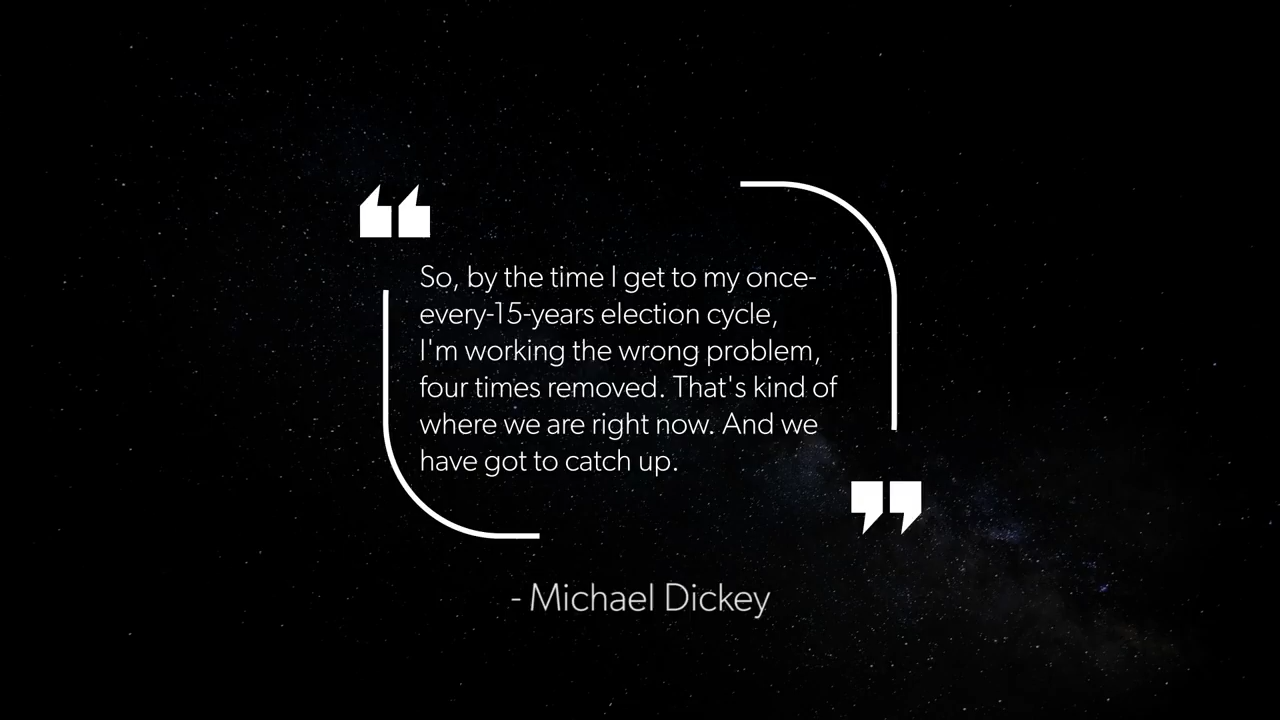 “
So, by the time I get to my once-
every-15-years election cycle,
I'm working the wrong problem,
four times removed. That's kind of
where we are right now. And we
have got to catch up.
”
- Michael Dickey